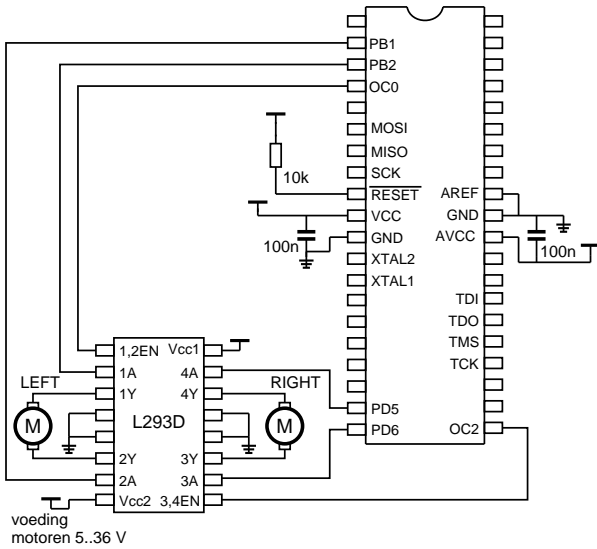 PB1
PB2
OC0
MOSI
MISO
SCK
10k
RESET
AREF
VCC
GND
100n
GND
AVCC
100n
XTAL2
XTAL1
TDI
TDO
TMS
TCK
1,2EN Vcc1
LEFT
1A
4A
RIGHT
1Y
4Y
M
L293D
M
PD5
PD6
OC2
2Y
3Y
2A
3A
Vcc2 3,4EN
voeding
motoren 5..36 V